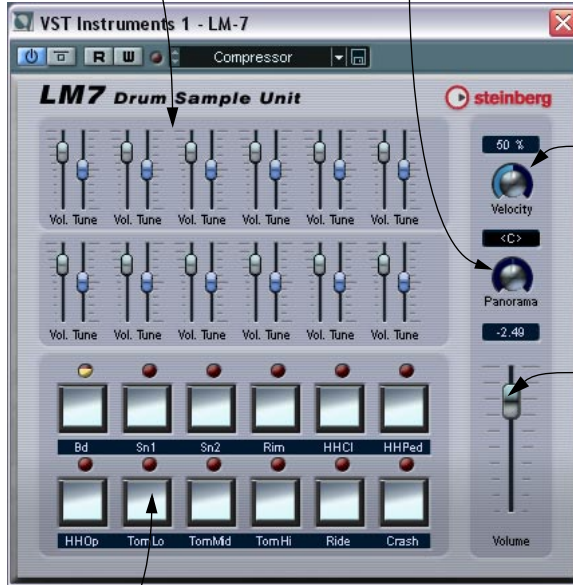 VST Instruments 1 - LM-7
R W Compressor
LM7 Drum Sample Unit
steinberg
Vol. Tune Vol. Tune Vol. Tune Vol. Tune Vol. Tune Vol. Tune
Vol. Tune Vol. Tune Vol. Tune Vol. Tune Vol. Tune Vol. Tune
50 %
Velocity
<C>
Panorama
-2.49
Volume
Bd Sn1 Sn2 Rim HHCl HHPed
HHOp TomLo TomMid TomHi Ride Crash